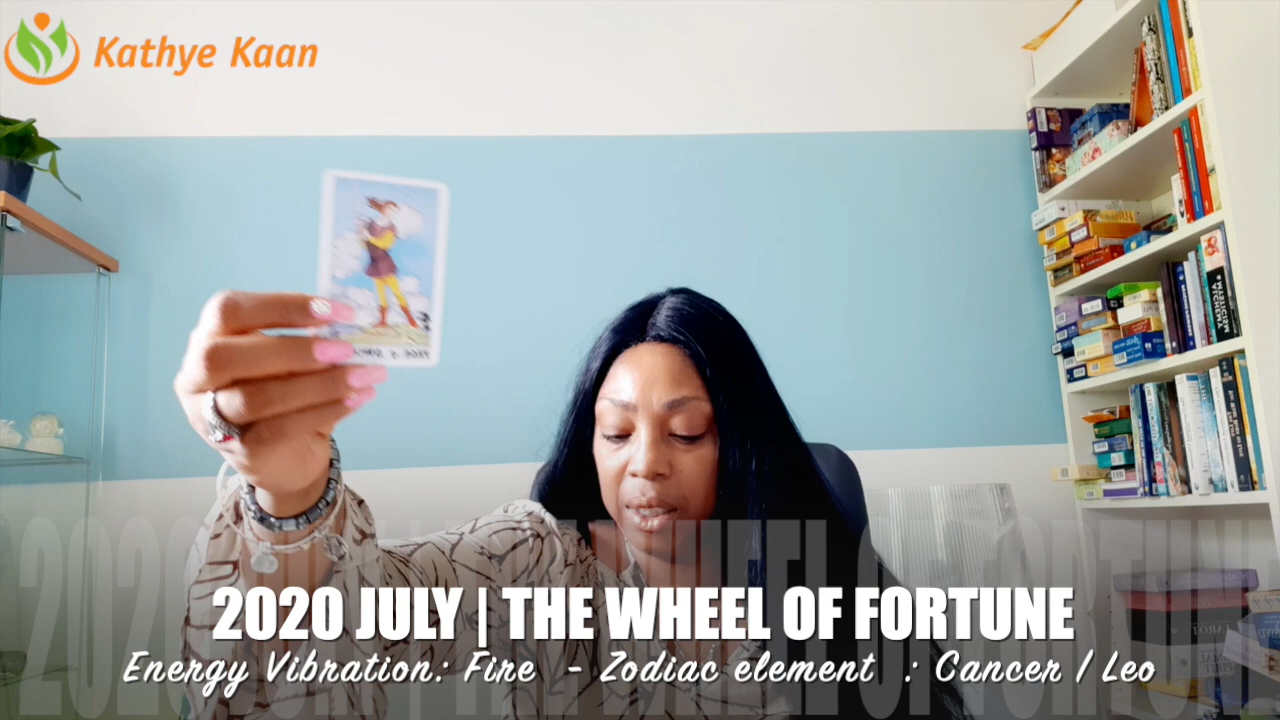 Kathye Kaan
2020 JULY | THE WHEEL OF FORTUNE
Energy Vibration: Fire - Zodiac element : Cancer / Leo